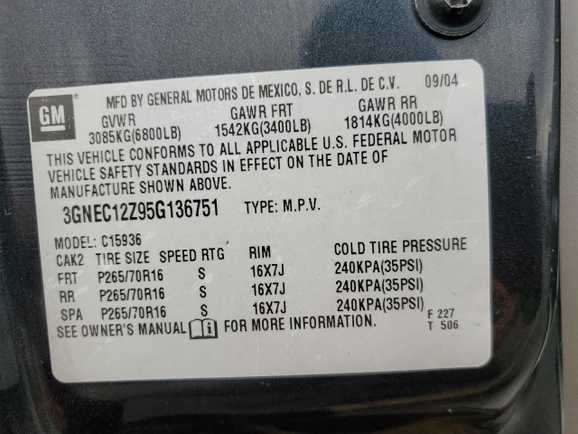 GM
MFD BY GENERAL MOTORS DE MEXICO, S. DE R.L. DE C.V. 09/04
GVWR GAWR FRT GAWR RR
3085KG(6800LB) 1542KG(3400LB) 1814KG(4000LB)
THIS VEHICLE CONFORMS TO ALL APPLICABLE U.S. FEDERAL MOTOR
VEHICLE SAFETY STANDARDS IN EFFECT ON THE DATE OF
MANUFACTURE SHOWN ABOVE.
3GNEC12Z95G136751 TYPE: M.P.V.
MODEL: C15936
CAK2 TIRE SIZE SPEED RTG RIM COLD TIRE PRESSURE
FRT P265/70R16 S 16X7J 240KPA(35PSI)
RR P265/70R16 S 16X7J 240KPA(35PSI)
SPA P265/70R16 S 16X7J 240KPA(35PSI)
SEE OWNER'S MANUAL FOR MORE INFORMATION.
F 227
T 506